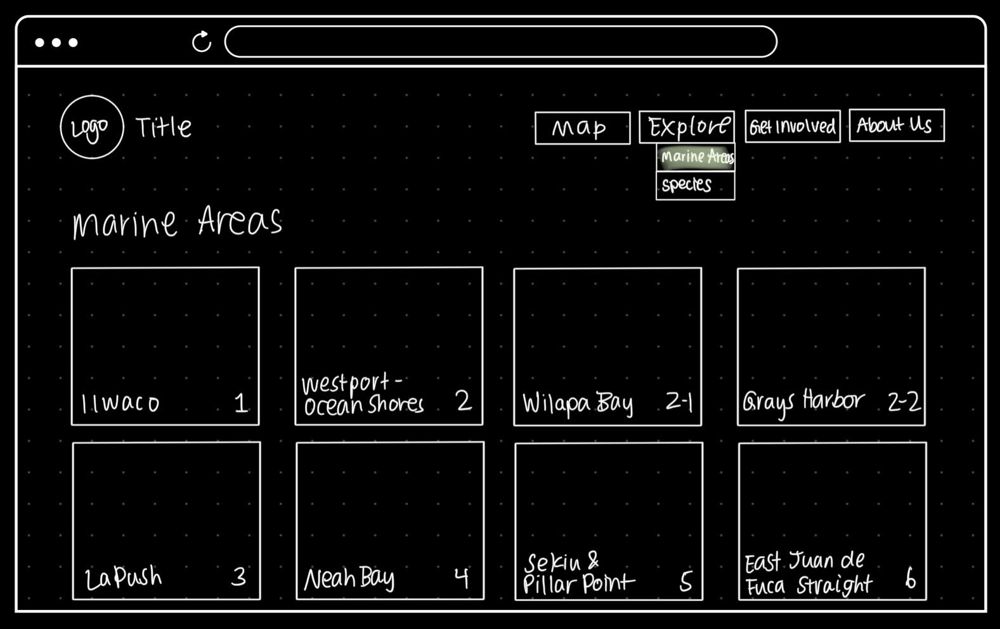 Logo
Title
Map
Explore
Get Involved
About Us
Marine Areas
Species
Marine Areas
Ilwaco 1
Westport -
Ocean Shores 2
Wilapa Bay 2-1
Grays Harbor 2-2
La Push 3
Neah Bay 4
Sekiu &
Pillar Point 5
East Juan de
Fuca Straight 6